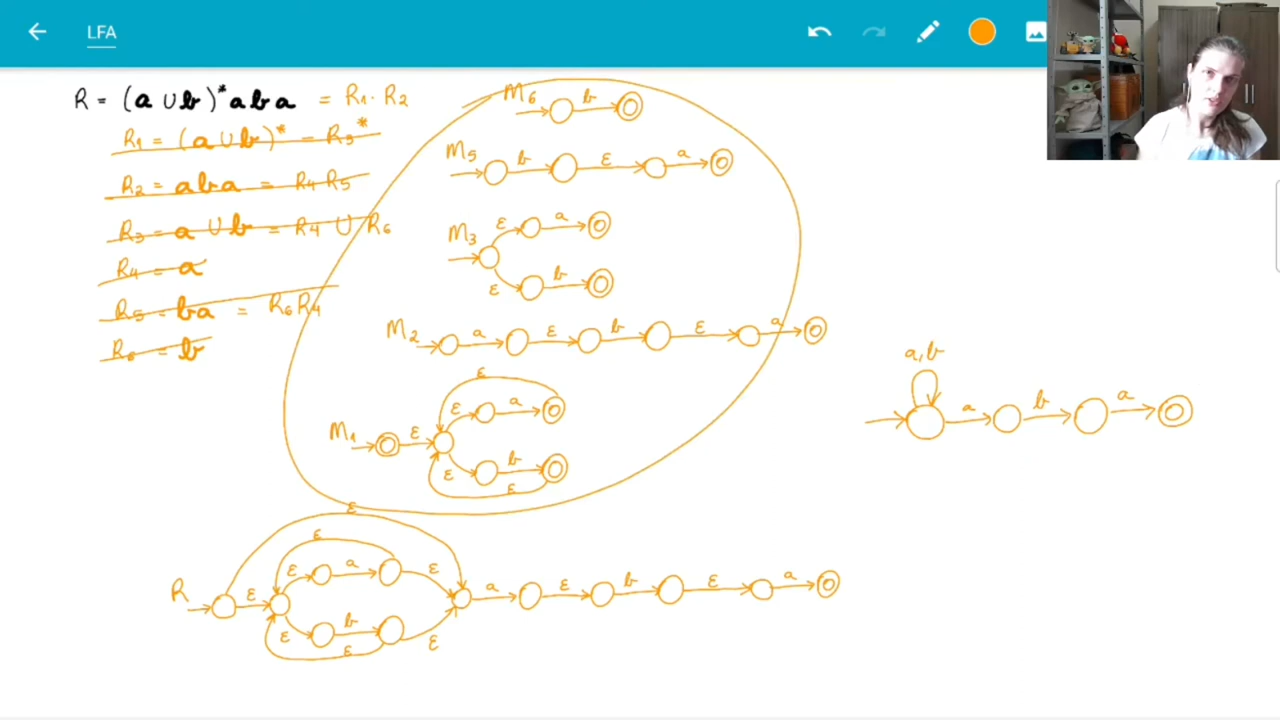 LFA
R = (a ∪ b)* a b a = R1 · R2
R1 = (a ∪ b)* = R3*
R2 = a b a = R4 R5
R3 = a ∪ b = R4 ∪ R6
R4 = a
R5 = b a = R6 R4
R6 = b
M6 b
M5 b ε a
M3 ε a
ε b
M2 a ε b ε a
ε
ε a
M1 ε
ε b
ε
a,b
a b a
ε
ε
ε a ε
R ε a ε b ε a
ε b ε
ε